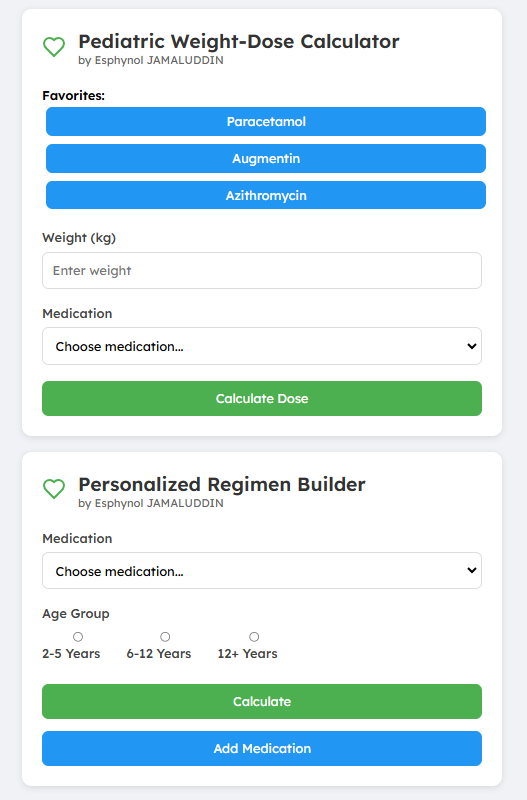 Pediatric Weight-Dose Calculator
by Esphynol JAMALUDDIN
Favorites:
Paracetamol
Augmentin
Azithromycin
Weight (kg)
Enter weight
Medication
Choose medication...
Calculate Dose
Personalized Regimen Builder
by Esphynol JAMALUDDIN
Medication
Choose medication...
Age Group
2-5 Years 6-12 Years 12+ Years
Calculate
Add Medication